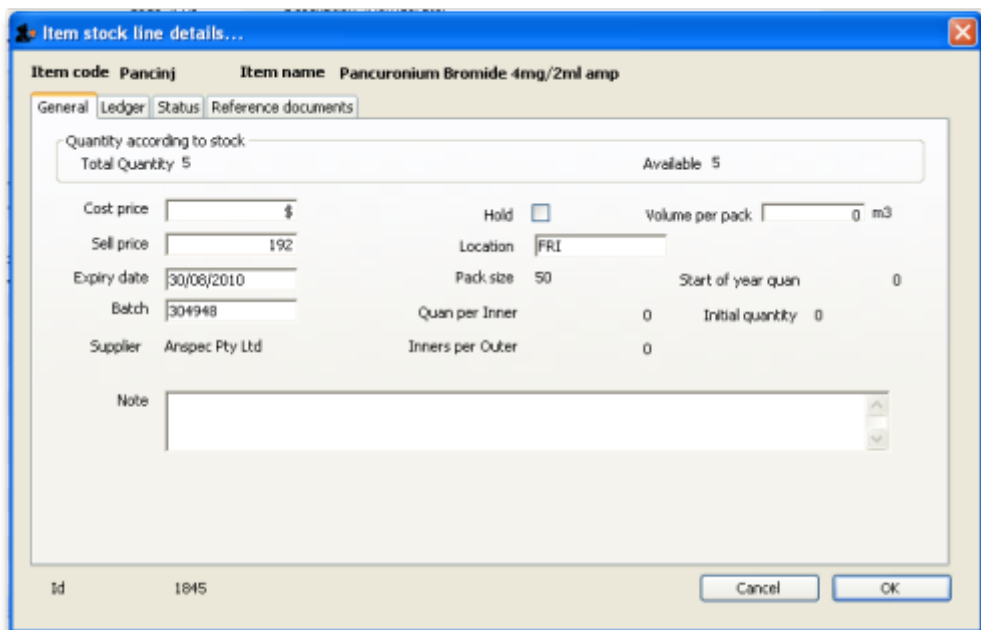 Item stock line details...
Item code Pancinj Item name Pancuronium Bromide 4mg/2ml amp
General Ledger Status Reference documents
Quantity according to stock
Total Quantity 5 Available 5
Cost price $ Hold Volume per pack 0 m3
Sell price 192 Location FRI
Expiry date 30/08/2010 Pack size 50 Start of year quan 0
Batch 304948 Quan per Inner 0 Initial quantity 0
Supplier Anspec Pty Ltd Inners per Outer 0
Note
Id 1845 Cancel OK